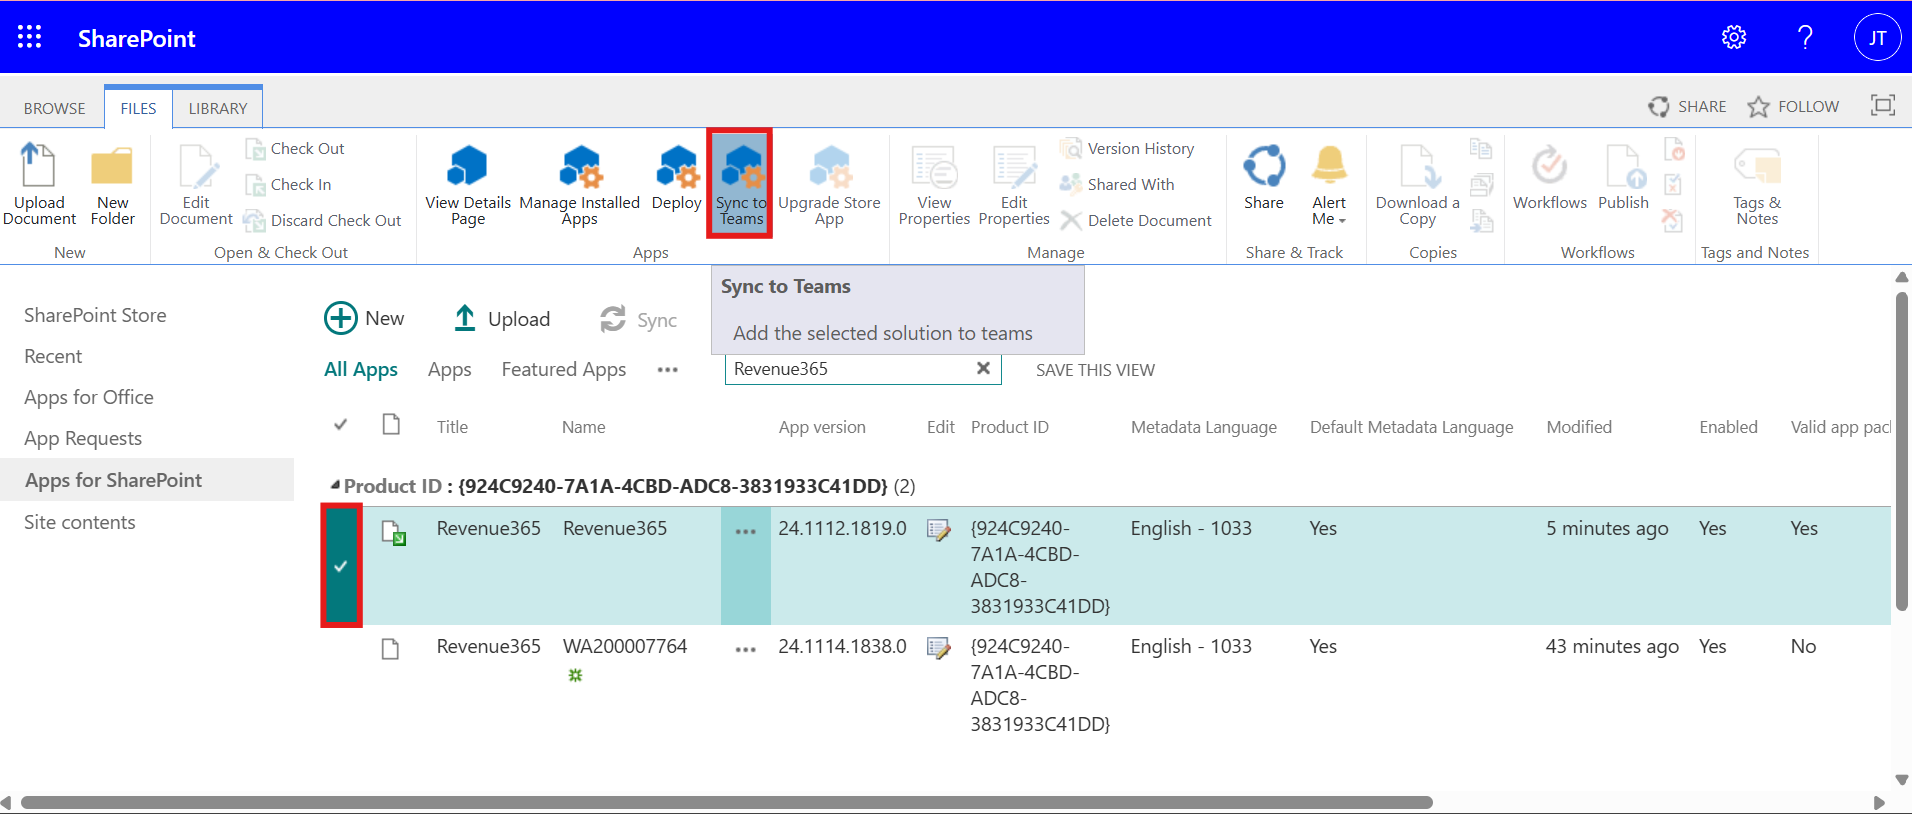 SharePoint
JT
BROWSE FILES LIBRARY SHARE FOLLOW
Upload Document
New Folder
New
Edit Document
Check Out
Check In
Discard Check Out
Open & Check Out
View Details Page
Manage Installed Apps
Deploy
Sync to Teams
Upgrade Store App
Apps
View Properties
Edit Properties
Version History
Shared With
Delete Document
Manage
Share
Alert Me
Share & Track
Download a Copy
Copies
Workflows
Publish
Workflows
Tags & Notes
Tags and Notes
Sync to Teams
Add the selected solution to teams
SharePoint Store
Recent
Apps for Office
App Requests
Apps for SharePoint
Site contents
New Upload Sync
All Apps Apps Featured Apps ••• Revenue365 SAVE THIS VIEW
Title Name App version Edit Product ID Metadata Language Default Metadata Language Modified Enabled Valid app pac
Product ID : {924C9240-7A1A-4CBD-ADC8-3831933C41DD} (2)
Revenue365 Revenue365 ••• 24.1112.1819.0 {924C9240- English - 1033 Yes 5 minutes ago Yes Yes
7A1A-4CBD-
ADC8-
3831933C41DD}
Revenue365 WA200007764 ••• 24.1114.1838.0 {924C9240- English - 1033 Yes 43 minutes ago Yes No
7A1A-4CBD-
ADC8-
3831933C41DD}